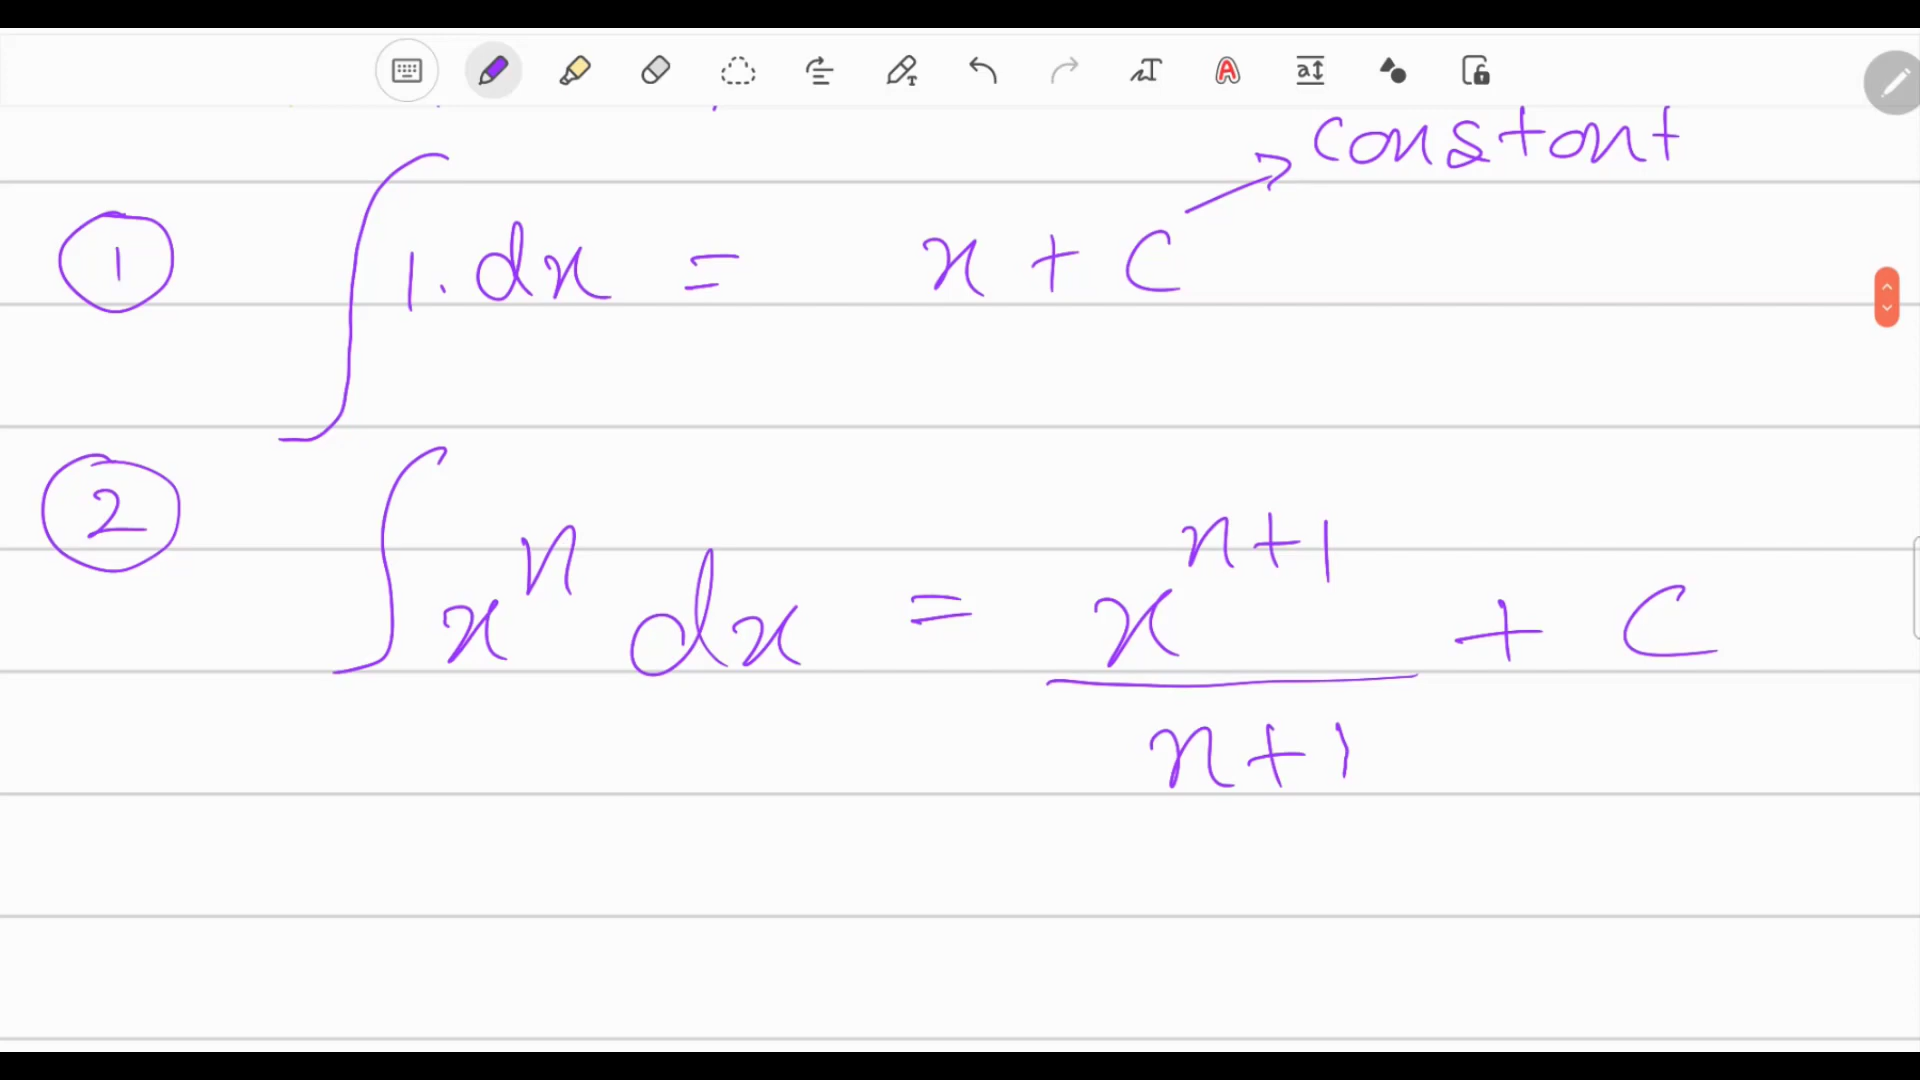 constant
① ∫ 1. dx = x + C
② ∫ x^n dx = x^(n+1) / (n+1) + C